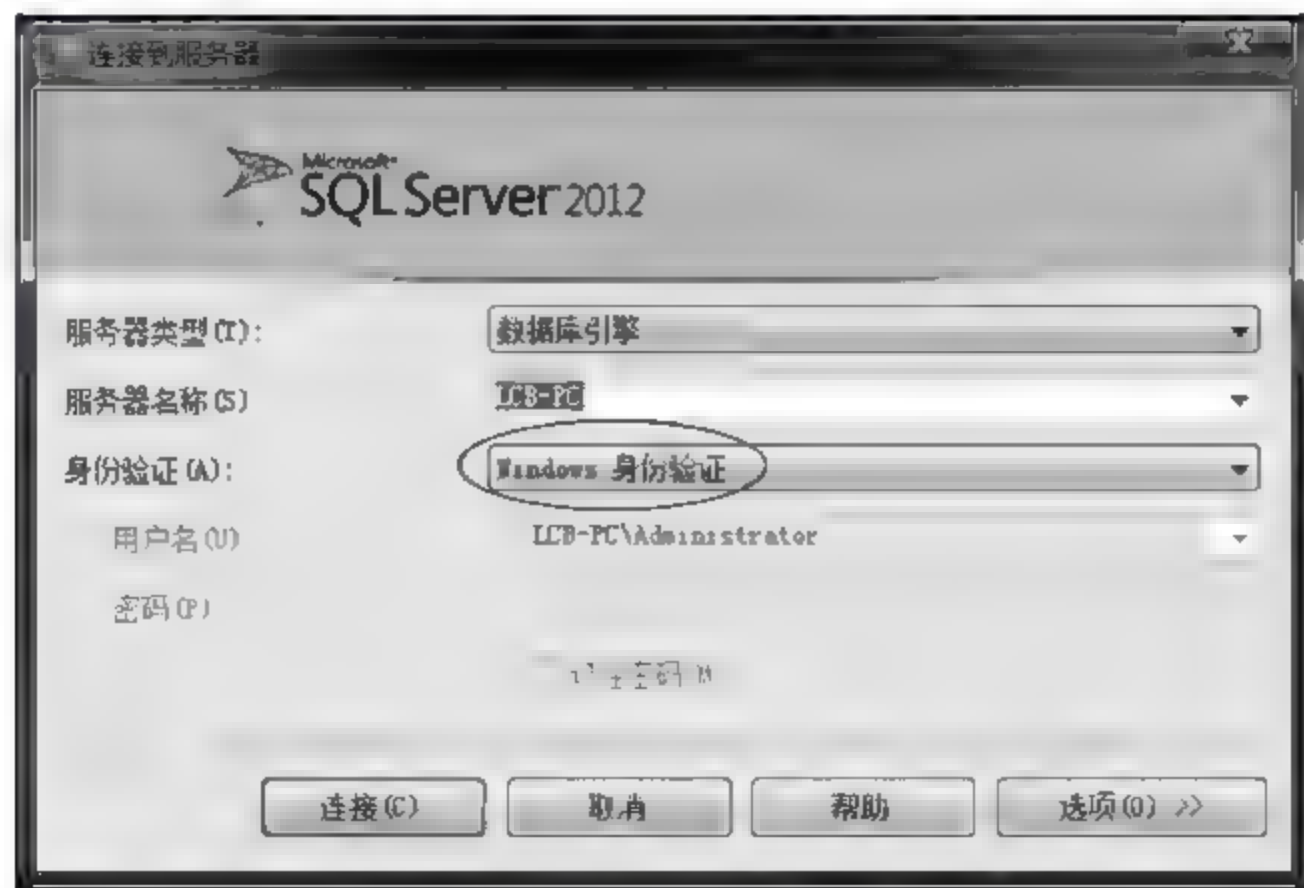 连接到服务器
Microsoft
SQL Server 2012
服务器类型(T): 数据库引擎
服务器名称(S) LCB-PC
身份验证(A): Windows 身份验证
用户名(U) LCB-PC\Administrator
密码(P)
连接(C) 取消 帮助 选项(O) >>